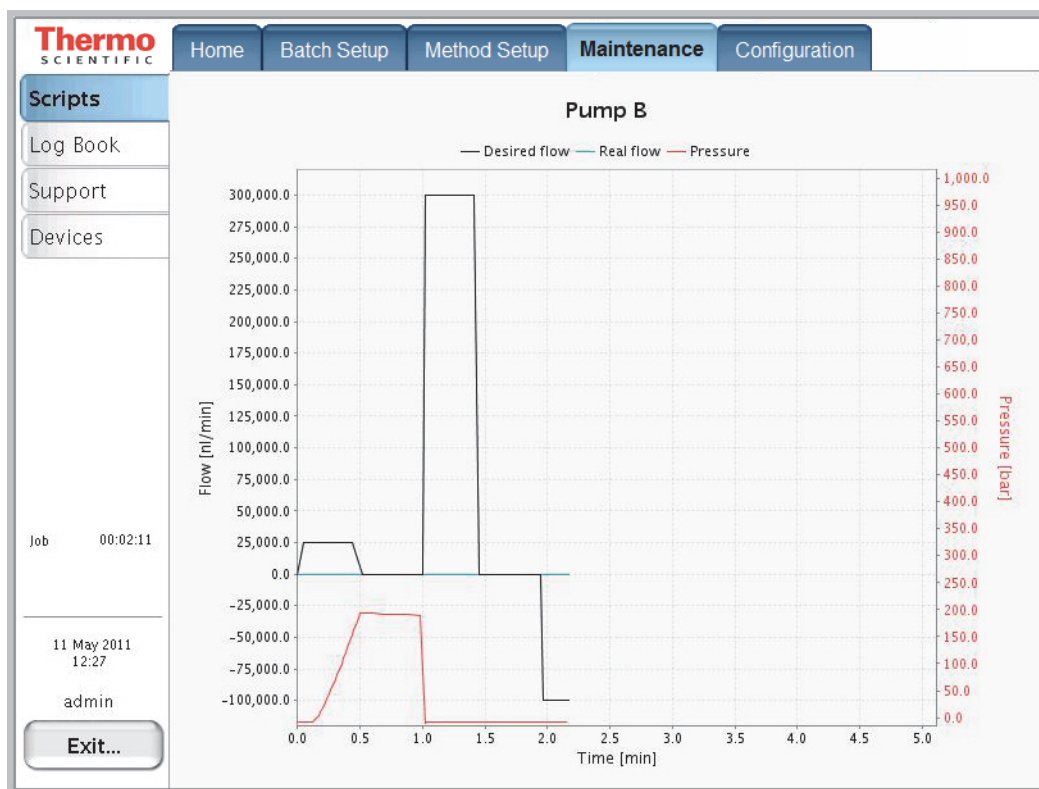 Thermo
SCIENTIFIC
Home
Batch Setup
Method Setup
Maintenance
Configuration
Scripts
Log Book
Support
Devices
Job 00:02:11
11 May 2011
12:27
admin
Exit...
Pump B
Desired flow Real flow Pressure
Flow [nl/min]
300,000.0
275,000.0
250,000.0
225,000.0
200,000.0
175,000.0
150,000.0
125,000.0
100,000.0
75,000.0
50,000.0
25,000.0
0.0
-25,000.0
-50,000.0
-75,000.0
-100,000.0
1,000.0
950.0
900.0
850.0
800.0
750.0
700.0
650.0
600.0
550.0
500.0
450.0
400.0
350.0
300.0
250.0
200.0
150.0
100.0
50.0
0.0
Pressure [bar]
0.0 0.5 1.0 1.5 2.0 2.5 3.0 3.5 4.0 4.5 5.0
Time [min]